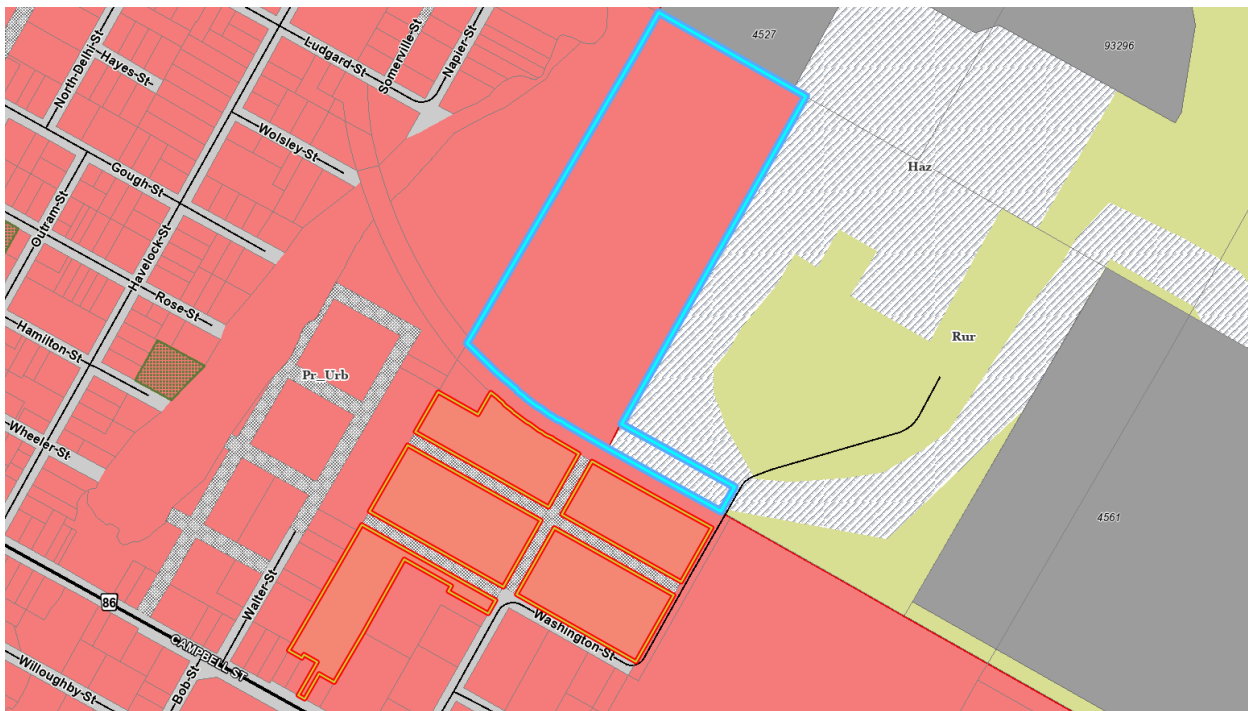 Ludgard-St
Somerville-St
Napier-St
North-Delhi-St
Hayes-St
4527
93296
Wolsley-St
Gough-St
Haz
Outram-St
Havelock-St
Rose-St
Hamilton-St
Rur
Pr_Urb
Wheeler-St
4561
86
Walter-St
Washington-St
CAMPBELL ST
Willoughby-St
Bob-St